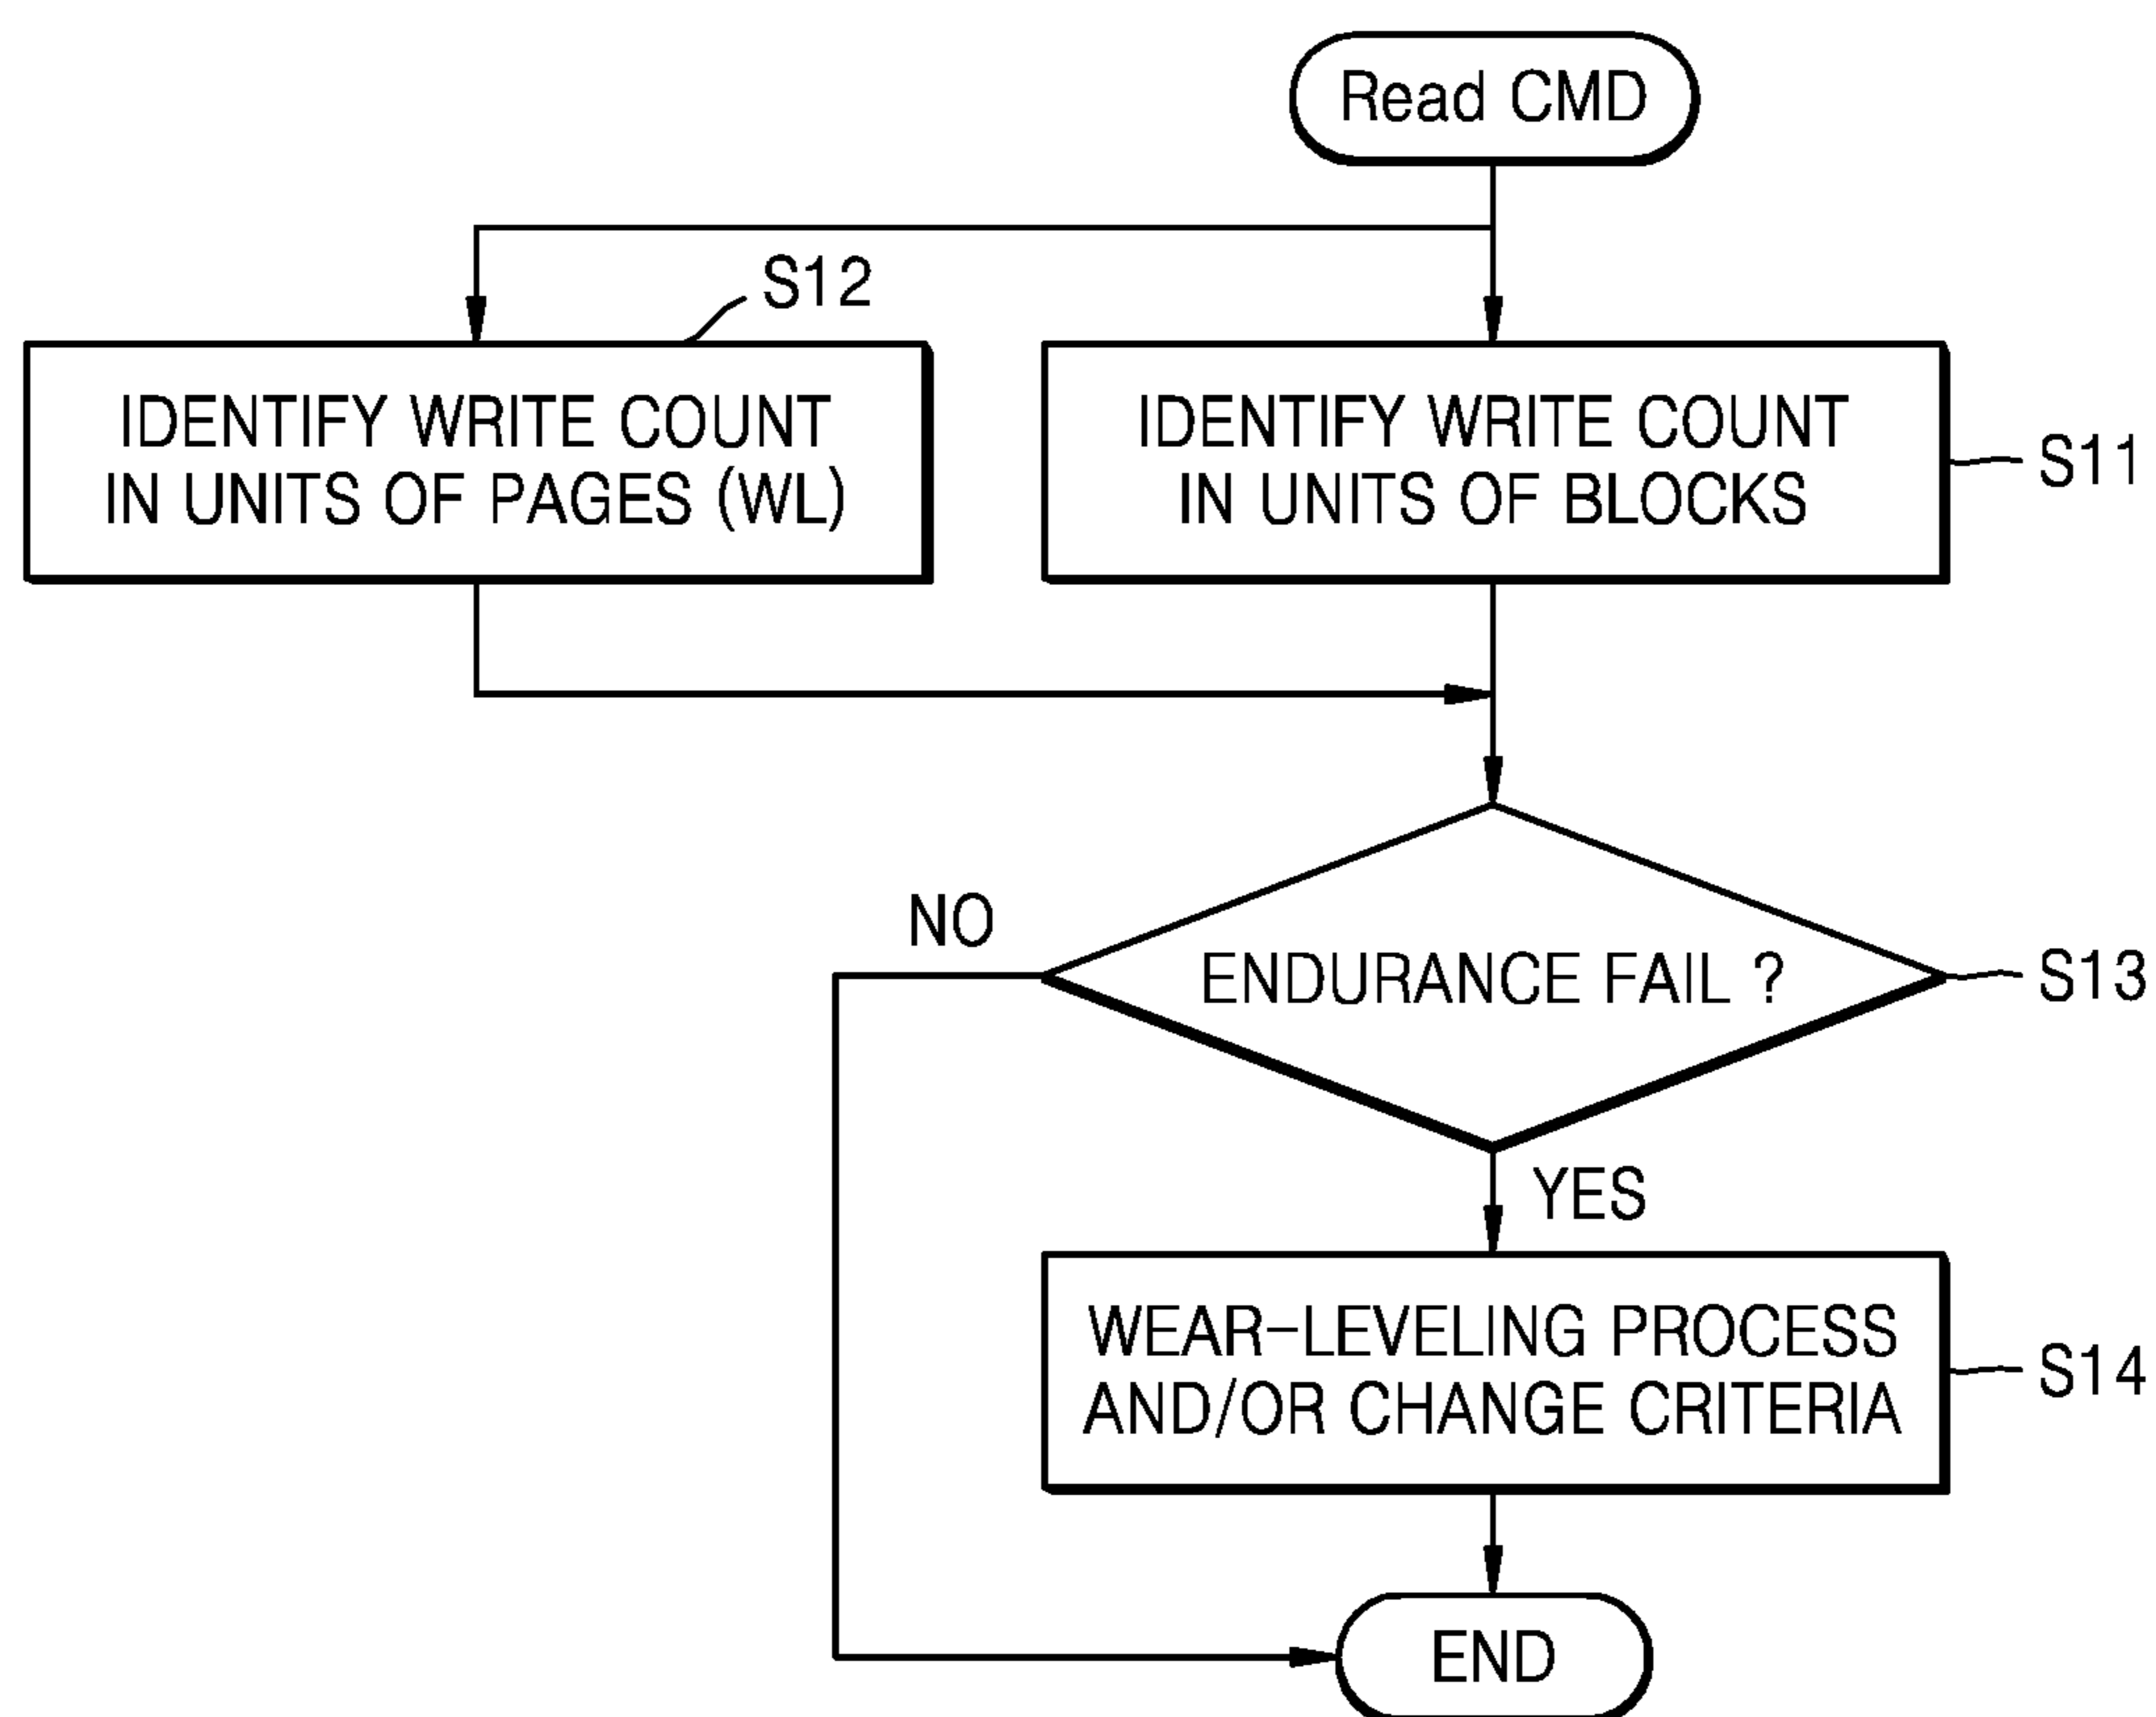 Read CMD
S12
IDENTIFY WRITE COUNT
IN UNITS OF PAGES (WL)
IDENTIFY WRITE COUNT
IN UNITS OF BLOCKS
S11
NO
ENDURANCE FAIL ?
S13
YES
WEAR-LEVELING PROCESS
AND/OR CHANGE CRITERIA
S14
END